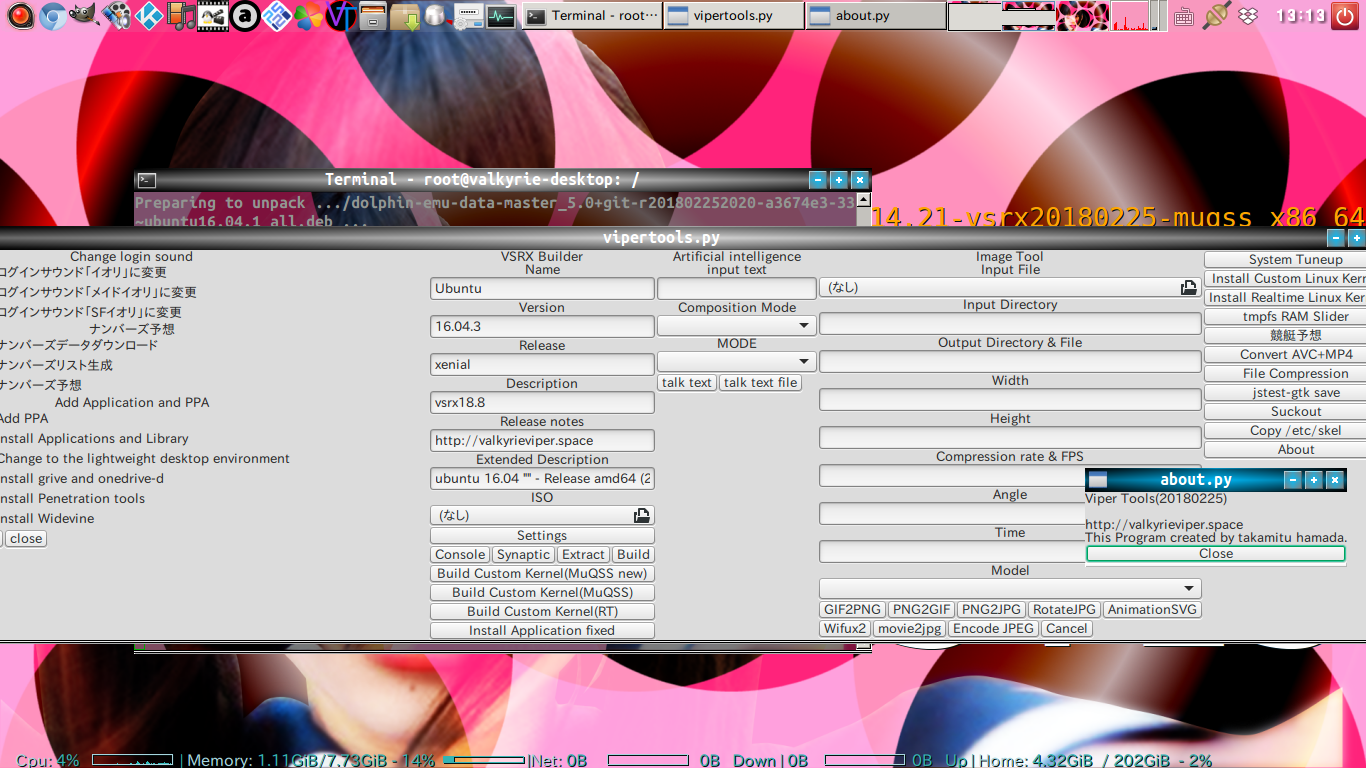 Terminal - root···
vipertools.py
about.py
13:13
Terminal - root@valkyrie-desktop: /
Preparing to unpack .../dolphin-emu-data-master_5.0+git-r201802252020-a3674e3-33
~ubuntu16.04.1_all.deb ...
14.21-vsrx20180225-muqss x86_64
vipertools.py
Change login sound
ログインサウンド「イオリ」に変更
ログインサウンド「メイドイオリ」に変更
ログインサウンド「SFイオリ」に変更
ナンバーズ予想
ナンバーズデータダウンロード
ナンバーズリスト生成
ナンバーズ予想
Add Application and PPA
Add PPA
nstall Applications and Library
Change to the lightweight desktop environment
nstall grive and onedrive-d
nstall Penetration tools
nstall Widevine
close
VSRX Builder
Name
Ubuntu
Version
16.04.3
Release
xenial
Description
vsrx18.8
Release notes
http://valkyrieviper.space
Extended Description
ubuntu 16.04 "" - Release amd64 (2
ISO
(なし)
Settings
Console Synaptic Extract Build
Build Custom Kernel(MuQSS new)
Build Custom Kernel(MuQSS)
Build Custom Kernel(RT)
Install Application fixed
Artificial intelligence
input text
Composition Mode
MODE
talk text talk text file
Image Tool
Input File
(なし)
Input Directory
Output Directory & File
Width
Height
Compression rate & FPS
Angle
Time
Model
GIF2PNG PNG2GIF PNG2JPG RotateJPG AnimationSVG
Wifux2 movie2jpg Encode JPEG Cancel
System Tuneup
Install Custom Linux Kerr
Install Realtime Linux Ker
tmpfs RAM Slider
競艇予想
Convert AVC+MP4
File Compression
jstest-gtk save
Suckout
Copy /etc/skel
About
about.py
Viper Tools(20180225)
http://valkyrieviper.space
This Program created by takamitu hamada.
Close
Cpu: 4% | Memory: 1.11GiB/7.73GiB - 14% |Net: 0B 0B Down | 0B 0B Up | Home: 4.32GiB / 202GiB - 2%